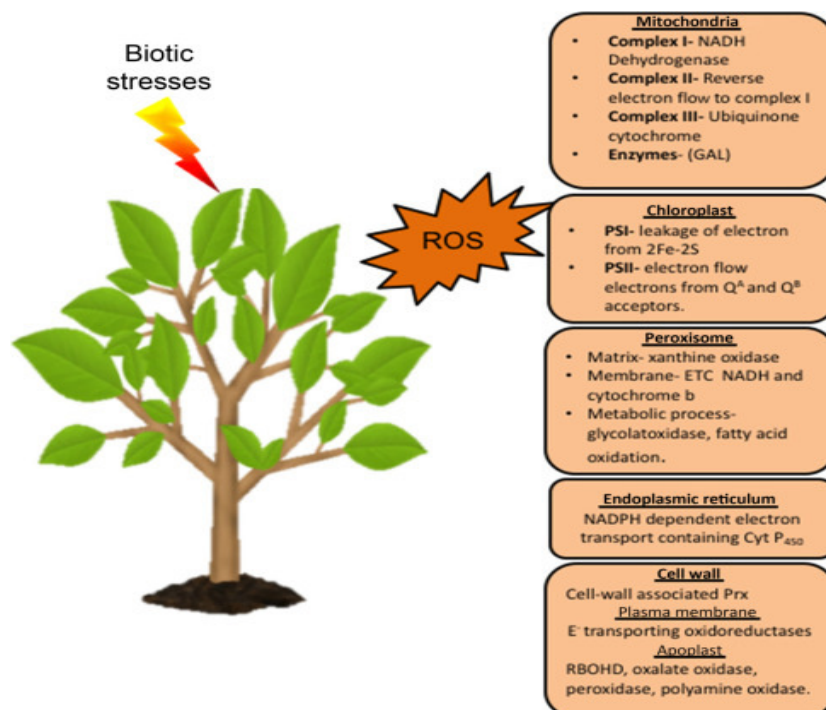 Biotic
stresses
ROS
Mitochondria
• Complex I- NADH
Dehydrogenase
• Complex II- Reverse
electron flow to complex I
• Complex III- Ubiquinone
cytochrome
• Enzymes- (GAL)
Chloroplast
• PSI- leakage of electron
from 2Fe-2S
• PSII- electron flow
electrons from Qᴬ and Qᴮ
acceptors.
Peroxisome
• Matrix- xanthine oxidase
• Membrane- ETC NADH and
cytochrome b
• Metabolic process-
glycolatoxidase, fatty acid
oxidation.
Endoplasmic reticulum
NADPH dependent electron
transport containing Cyt P₄₅₀
Cell wall
Cell-wall associated Prx
Plasma membrane
E⁻ transporting oxidoreductases
Apoplast
RBOHD, oxalate oxidase,
peroxidase, polyamine oxidase.